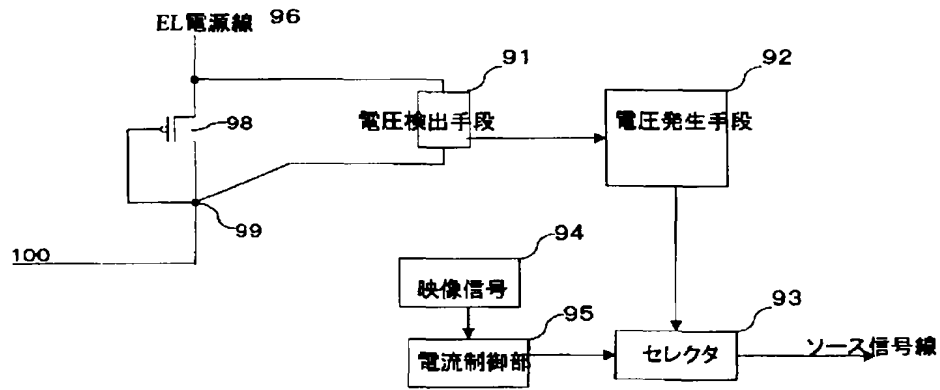 EL電源線 96
91
92
電圧検出手段
電圧発生手段
98
99
100
94
映像信号
95
93
電流制御部
セレクタ
ソース信号線